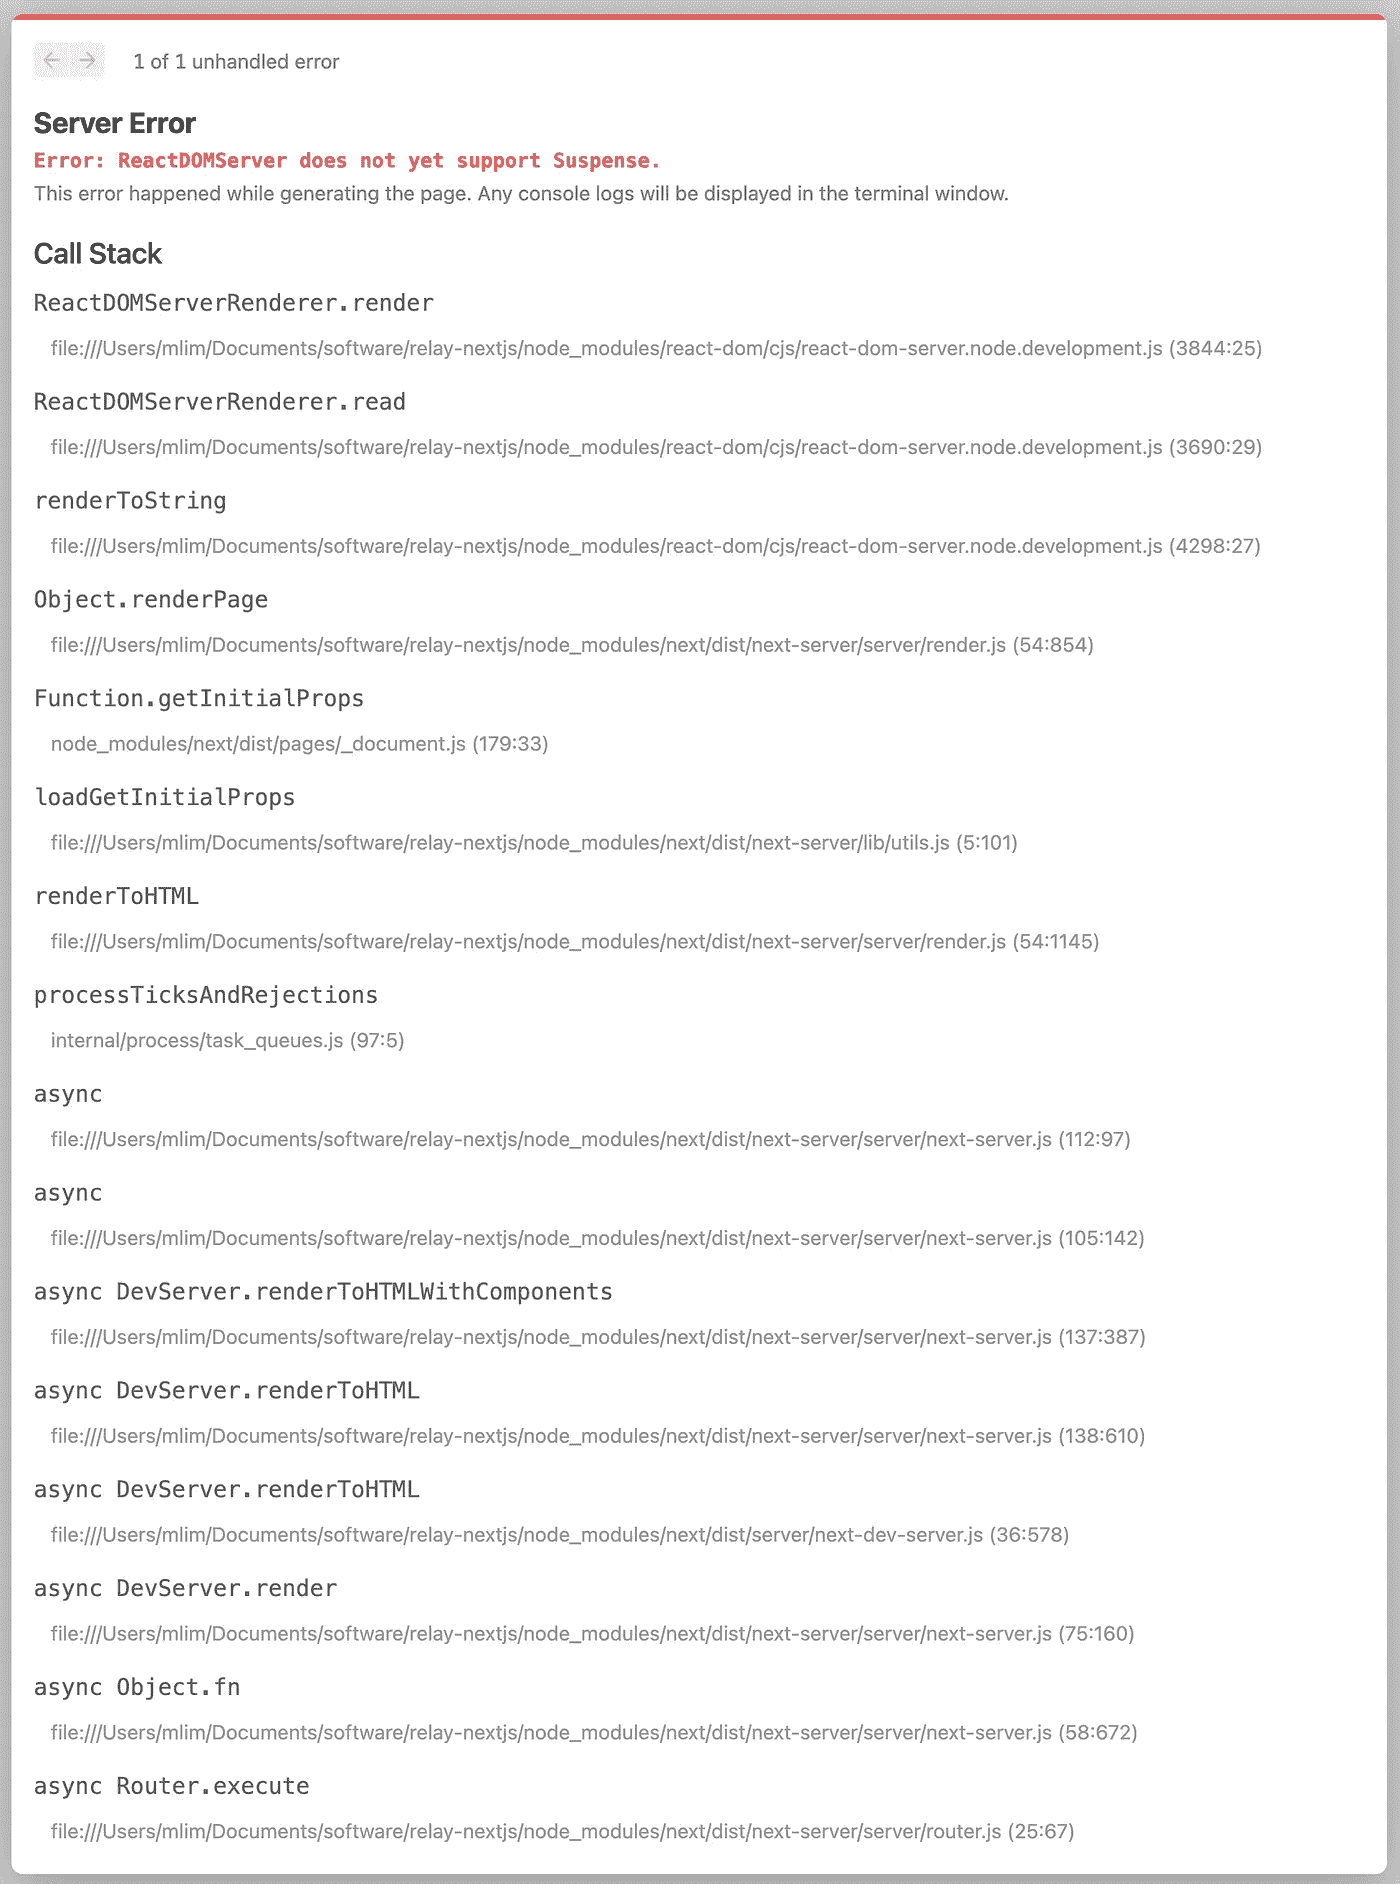 1 of 1 unhandled error
Server Error
Error: ReactDOMServer does not yet support Suspense.
This error happened while generating the page. Any console logs will be displayed in the terminal window.
Call Stack
ReactDOMServerRenderer.render
file:///Users/mlim/Documents/software/relay-nextjs/node_modules/react-dom/cjs/react-dom-server.node.development.js (3844:25)
ReactDOMServerRenderer.read
file:///Users/mlim/Documents/software/relay-nextjs/node_modules/react-dom/cjs/react-dom-server.node.development.js (3690:29)
renderToString
file:///Users/mlim/Documents/software/relay-nextjs/node_modules/react-dom/cjs/react-dom-server.node.development.js (4298:27)
Object.renderPage
file:///Users/mlim/Documents/software/relay-nextjs/node_modules/next/dist/next-server/server/render.js (54:854)
Function.getInitialProps
node_modules/next/dist/pages/_document.js (179:33)
loadGetInitialProps
file:///Users/mlim/Documents/software/relay-nextjs/node_modules/next/dist/next-server/lib/utils.js (5:101)
renderToHTML
file:///Users/mlim/Documents/software/relay-nextjs/node_modules/next/dist/next-server/server/render.js (54:1145)
processTicksAndRejections
internal/process/task_queues.js (97:5)
async
file:///Users/mlim/Documents/software/relay-nextjs/node_modules/next/dist/next-server/server/next-server.js (112:97)
async
file:///Users/mlim/Documents/software/relay-nextjs/node_modules/next/dist/next-server/server/next-server.js (105:142)
async DevServer.renderToHTMLWithComponents
file:///Users/mlim/Documents/software/relay-nextjs/node_modules/next/dist/next-server/server/next-server.js (137:387)
async DevServer.renderToHTML
file:///Users/mlim/Documents/software/relay-nextjs/node_modules/next/dist/next-server/server/next-server.js (138:610)
async DevServer.renderToHTML
file:///Users/mlim/Documents/software/relay-nextjs/node_modules/next/dist/server/next-dev-server.js (36:578)
async DevServer.render
file:///Users/mlim/Documents/software/relay-nextjs/node_modules/next/dist/next-server/server/next-server.js (75:160)
async Object.fn
file:///Users/mlim/Documents/software/relay-nextjs/node_modules/next/dist/next-server/server/next-server.js (58:672)
async Router.execute
file:///Users/mlim/Documents/software/relay-nextjs/node_modules/next/dist/next-server/server/router.js (25:67)